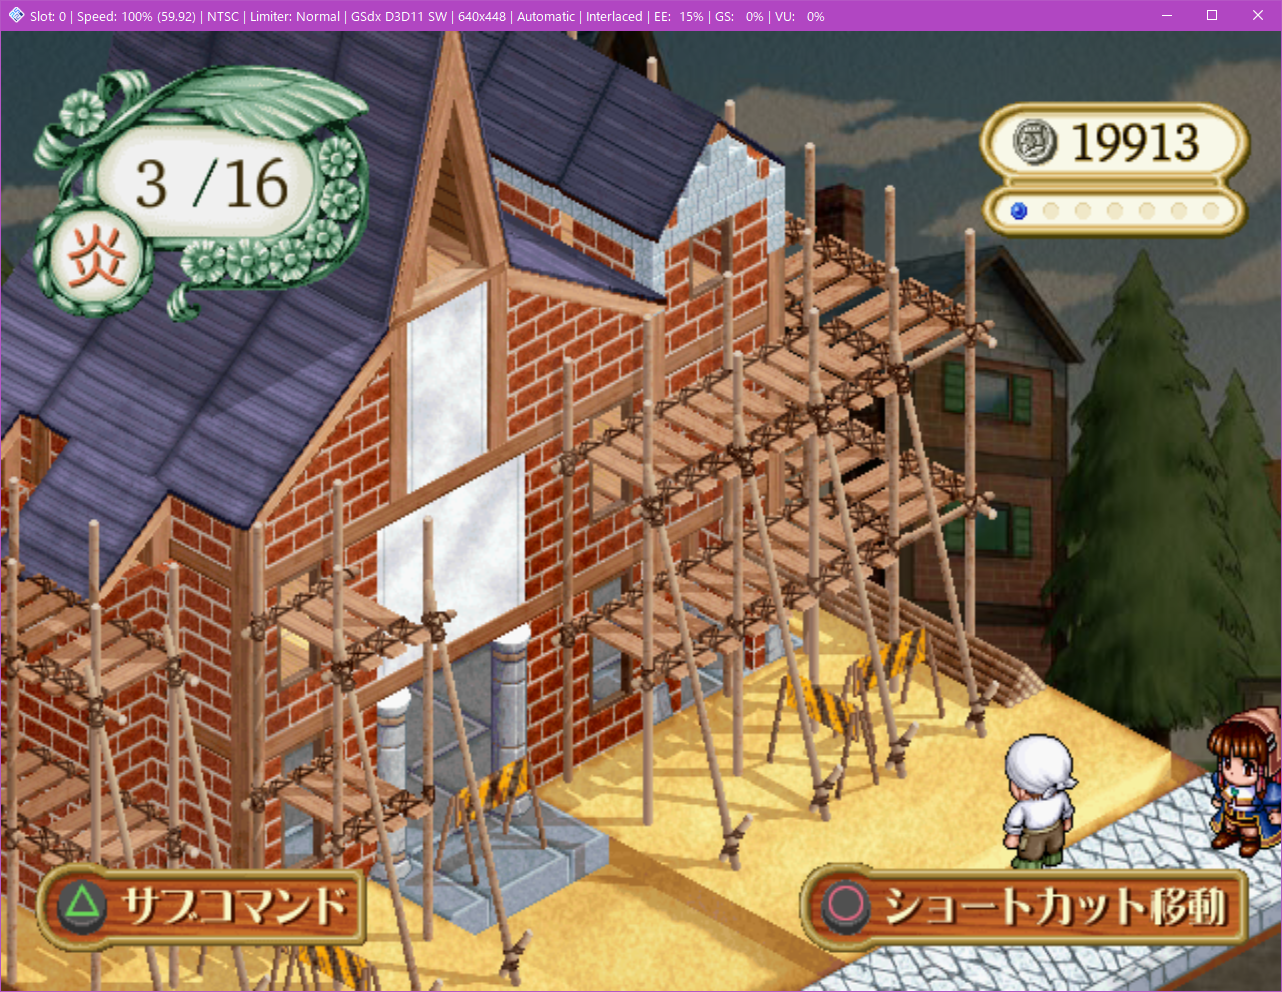 Slot: 0 | Speed: 100% (59.92) | NTSC | Limiter: Normal | GSdx D3D11 SW | 640x448 | Automatic | Interlaced | EE: 15% | GS: 0% | VU: 0%
3 /16
炎
19913
サブコマンド
ショートカット移動